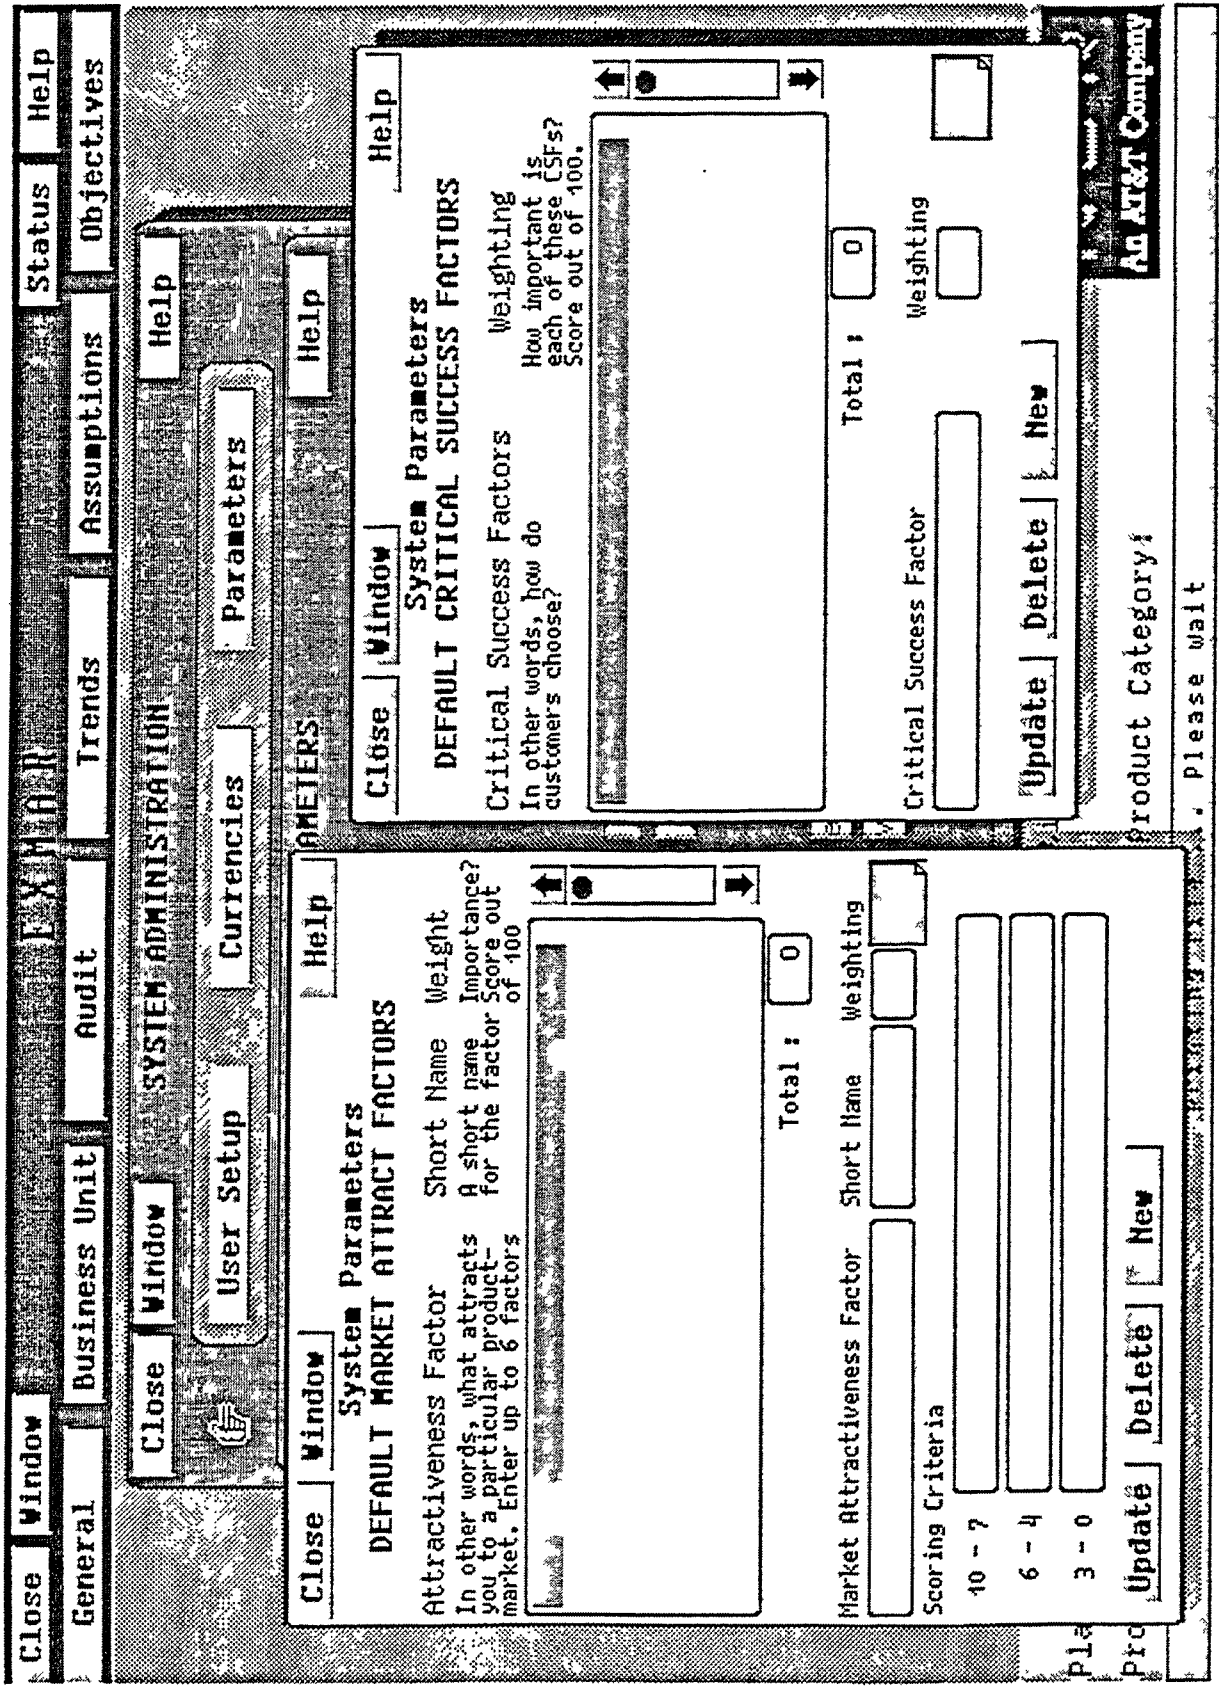 Close Window EXMAR Status Help
General Business Unit Audit Trends Assumptions Objectives
Close Window SYSTEM ADMINISTRATION Help
User Setup Currencies Parameters
AMETERS Help
Close Window Help
System Parameters
DEFAULT MARKET ATTRACT FACTORS
Attractiveness Factor Short Name Weight
In other words, what attracts A short name Importance?
you to a particular product- for the factor Score out
market. Enter up to 6 factors of 100
Total : 0
Market Attractiveness Factor Short Name Weighting
Scoring Criteria
10 - 7
6 - 4
3 - 0
Update Delete New
Close Window Help
System Parameters
DEFAULT CRITICAL SUCCESS FACTORS
Critical Success Factors Weighting
In other words, how do How important is
customers choose? each of these CSFs?
Score out of 100.
Total : 0
Critical Success Factor Weighting
Update Delete New
An AT&T Company
Pla
Pro roduct Category:
. Please Wait